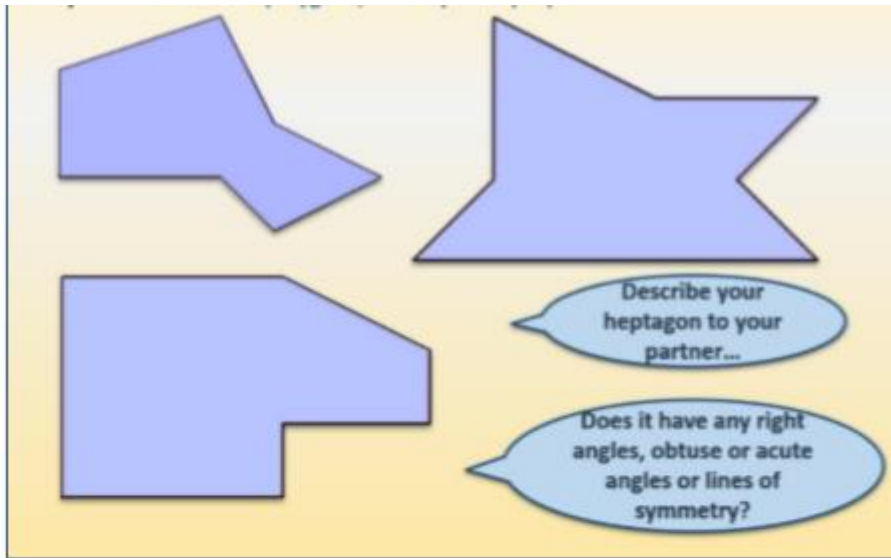 Describe your
heptagon to your
partner...
Does it have any right
angles, obtuse or acute
angles or lines of
symmetry?